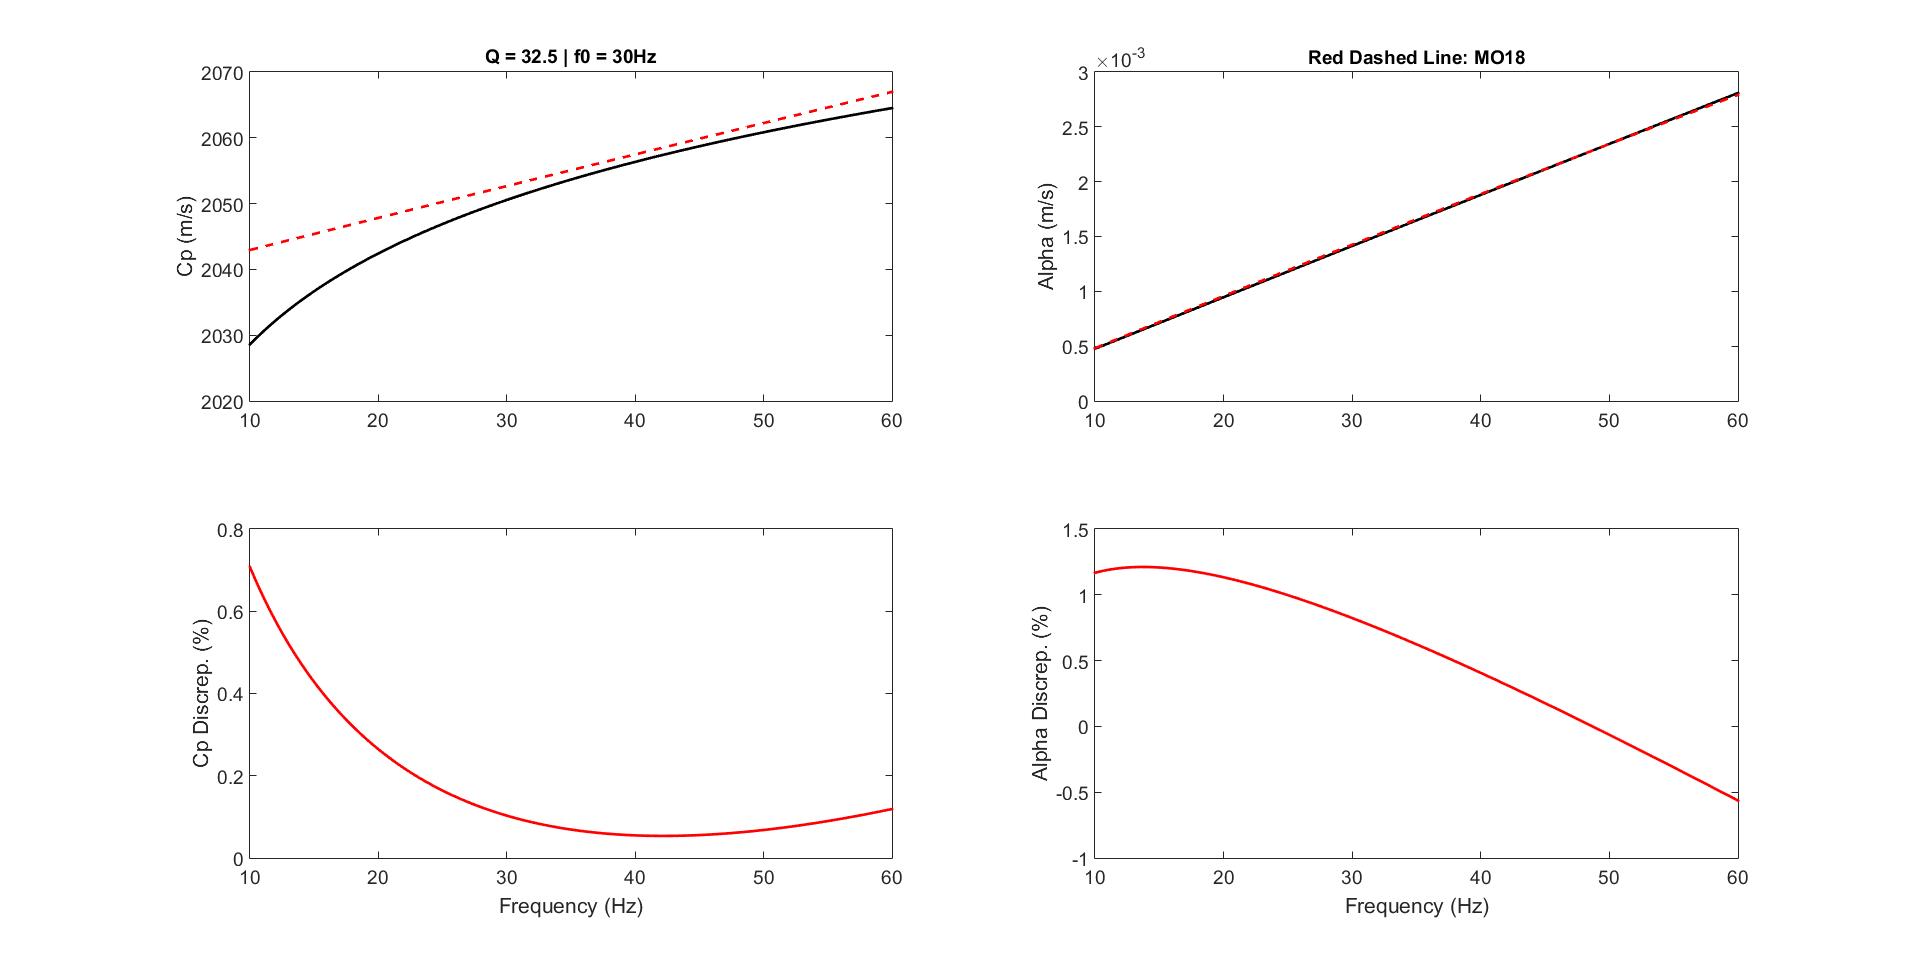 Q = 32.5 | f0 = 30Hz
2070
2060
2050
2040
2030
2020
Cp (m/s)
10 20 30 40 50 60
Red Dashed Line: MO18
×10-3
3
2.5
2
1.5
1
0.5
0
Alpha (m/s)
10 20 30 40 50 60
0.8
0.6
0.4
0.2
0
Cp Discrep. (%)
10 20 30 40 50 60
Frequency (Hz)
1.5
1
0.5
0
-0.5
-1
Alpha Discrep. (%)
10 20 30 40 50 60
Frequency (Hz)